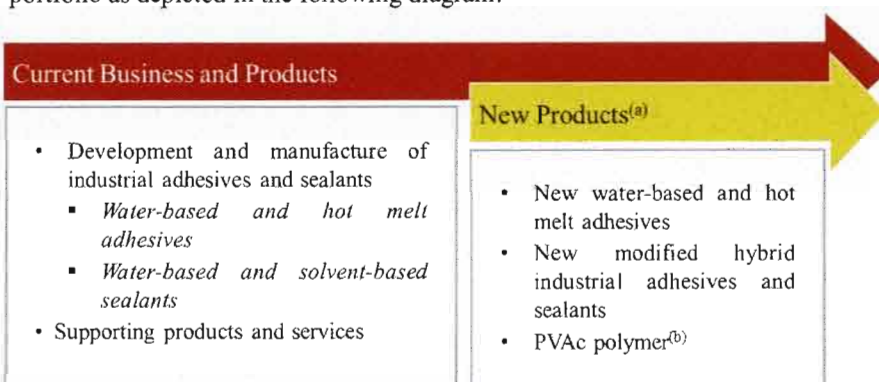 portfolio as depicted in the following diagram:
Current Business and Products
• Development and manufacture of
industrial adhesives and sealants
▪ Water-based and hot melt
adhesives
▪ Water-based and solvent-based
sealants
• Supporting products and services
New Products(a)
• New water-based and hot
melt adhesives
• New modified hybrid
industrial adhesives and
sealants
• PVAc polymer(b)